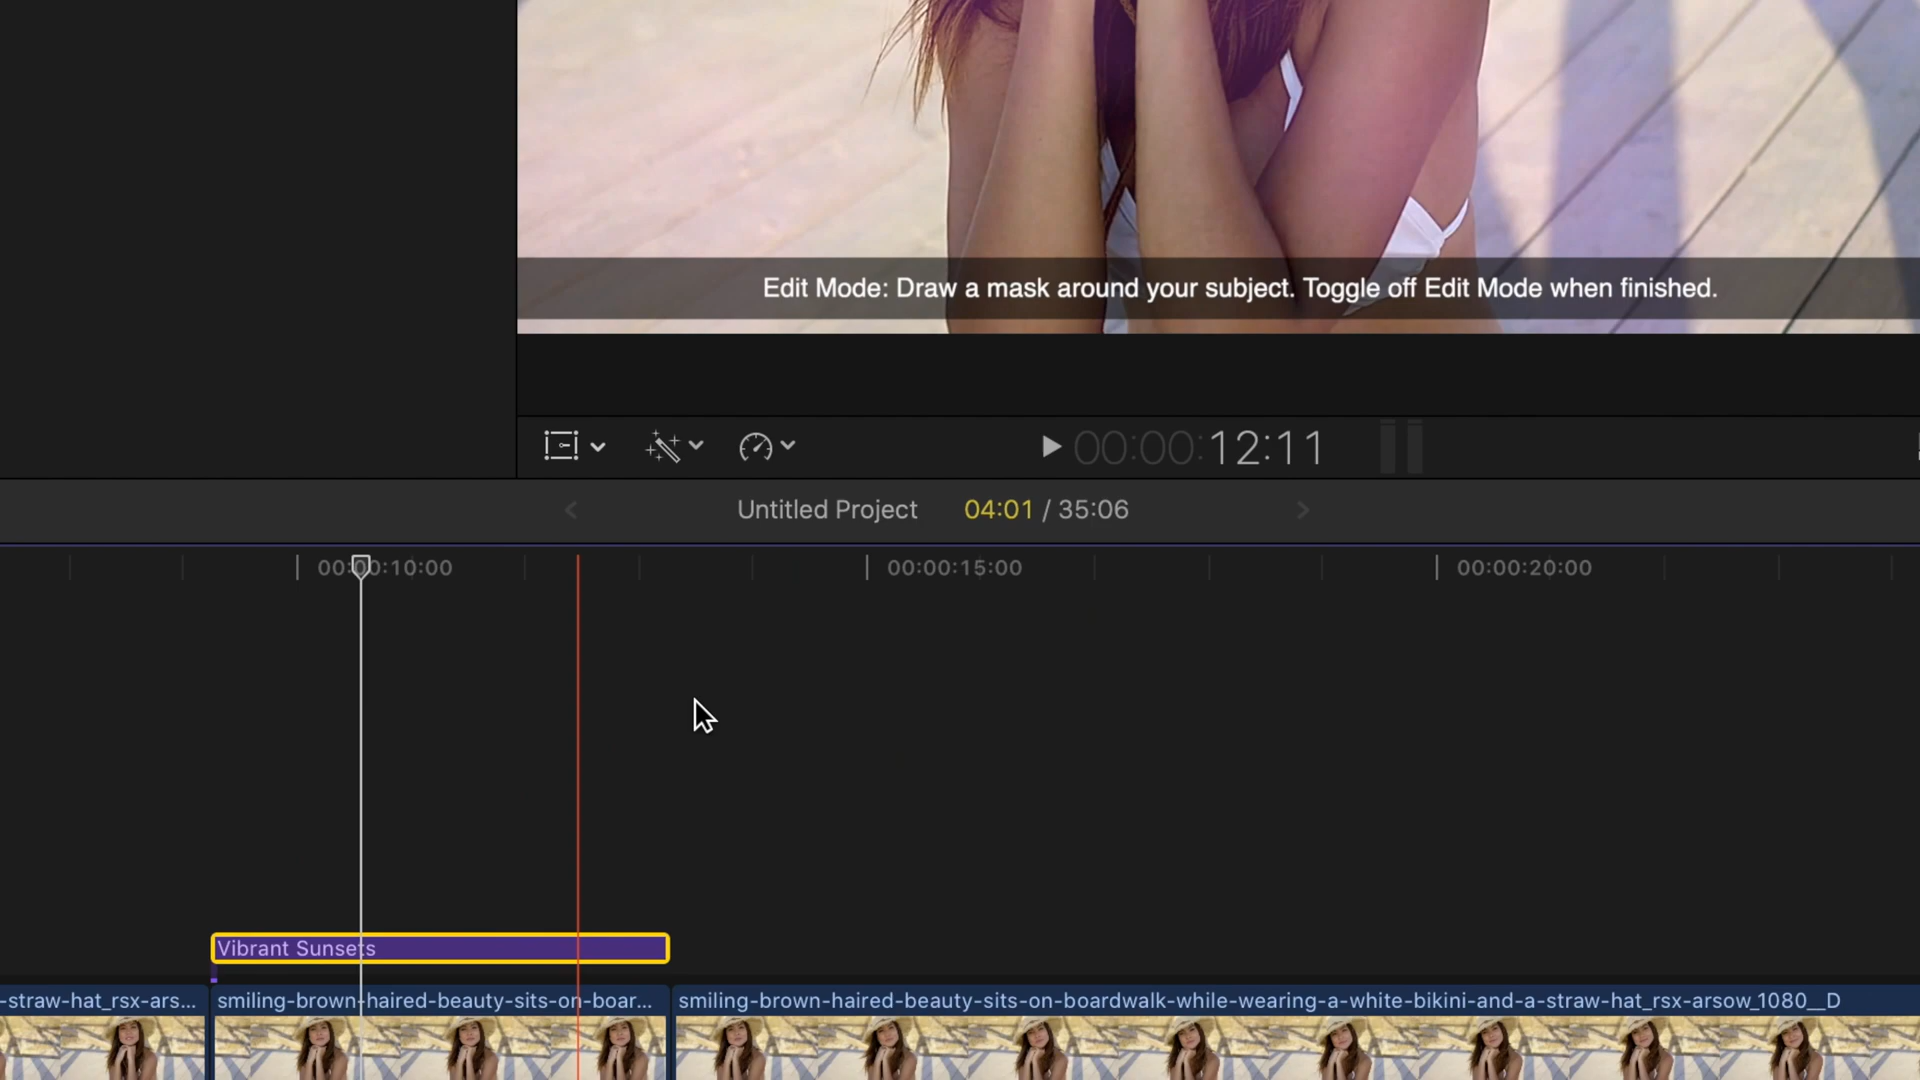 Edit Mode: Draw a mask around your subject. Toggle off Edit Mode when finished.
00:00:12:11
Untitled Project 04:01 / 35:06
00:00:10:00 00:00:15:00 00:00:20:00
Vibrant Sunsets
-straw-hat_rsx-ars... smiling-brown-haired-beauty-sits-on-boar... smiling-brown-haired-beauty-sits-on-boardwalk-while-wearing-a-white-bikini-and-a-straw-hat_rsx-arsow_1080__D